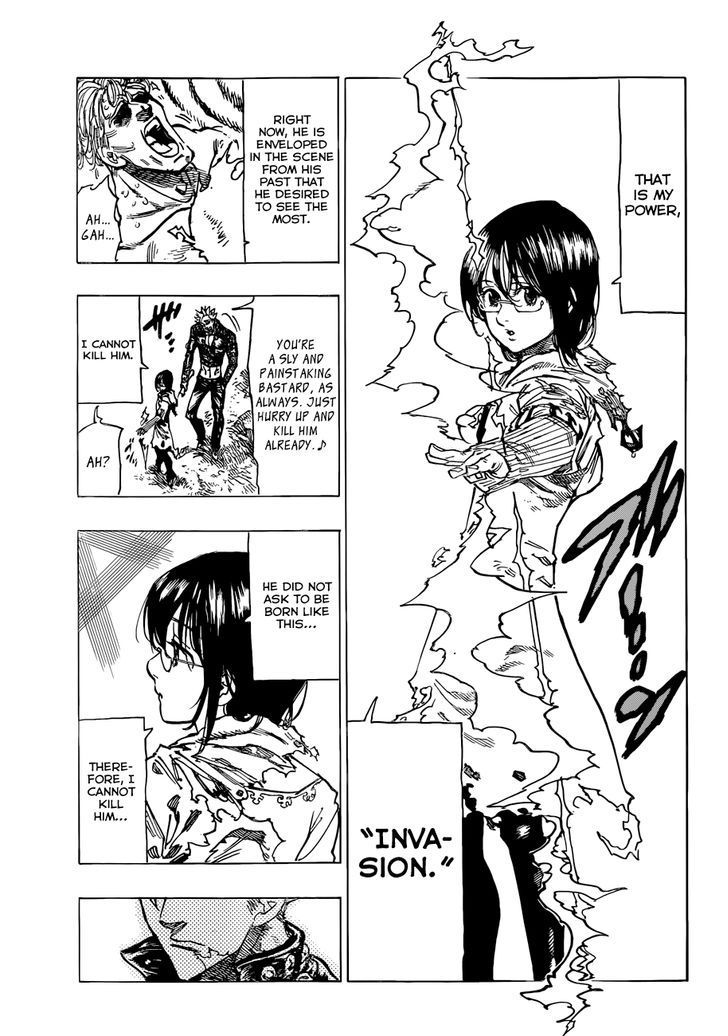 THAT
IS MY
POWER,
"INVA-
SION."
RIGHT
NOW, HE IS
ENVELOPED
IN THE SCENE
FROM HIS
PAST THAT
HE DESIRED
TO SEE THE
MOST.
AH...
GAH...
YOU'RE
A SLY AND
PAINSTAKING
BASTARD, AS
ALWAYS. JUST
HURRY UP AND
KILL HIM
ALREADY.♪
I CANNOT
KILL HIM.
AH?
HE DID NOT
ASK TO BE
BORN LIKE
THIS...
THERE-
FORE, I
CANNOT
KILL
HIM...